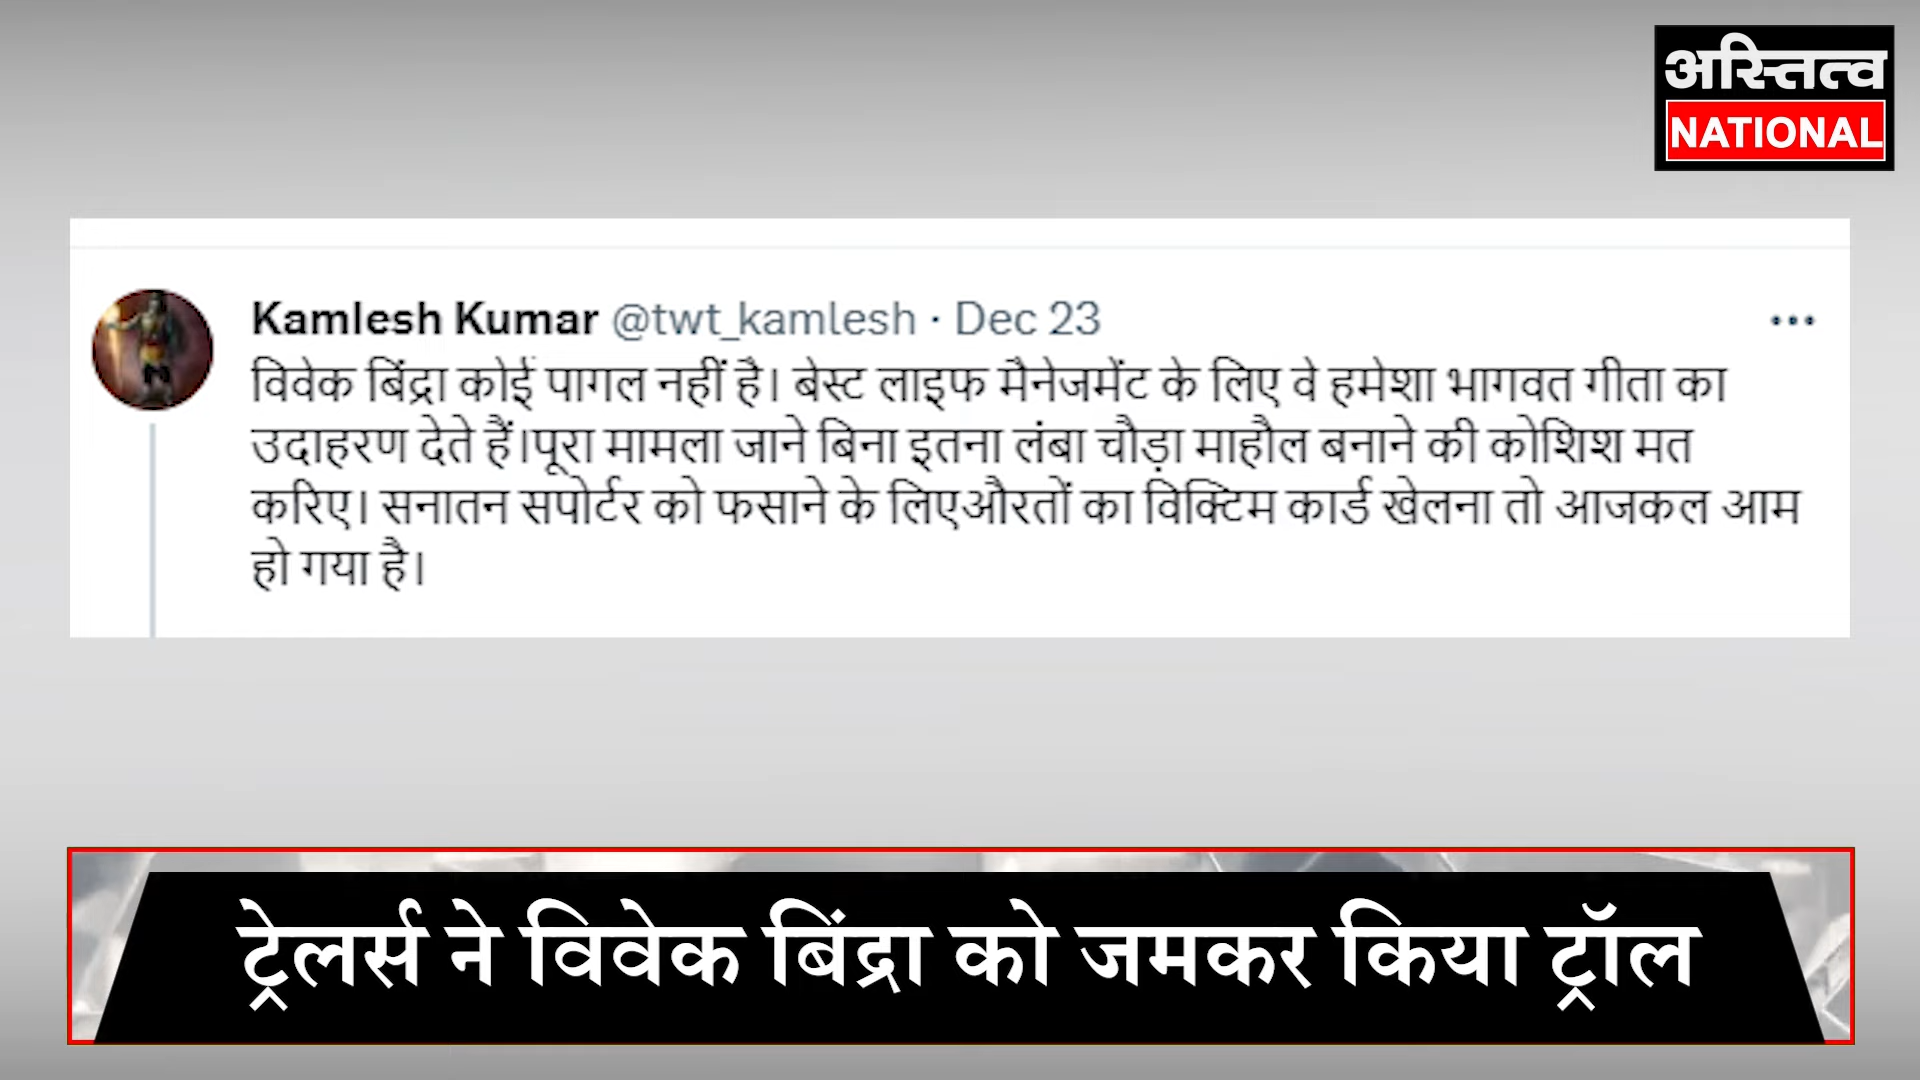 अस्तित्व
NATIONAL
Kamlesh Kumar @twt_kamlesh · Dec 23
विवेक बिंद्रा कोई पागल नहीं है। बेस्ट लाइफ मैनेजमेंट के लिए वे हमेशा भागवत गीता का
उदाहरण देते हैं।पूरा मामला जाने बिना इतना लंबा चौड़ा माहौल बनाने की कोशिश मत
करिए। सनातन सपोर्टर को फसाने के लिएऔरतों का विक्टिम कार्ड खेलना तो आजकल आम
हो गया है।
ट्रेलर्स ने विवेक बिंद्रा को जमकर किया ट्रॉल